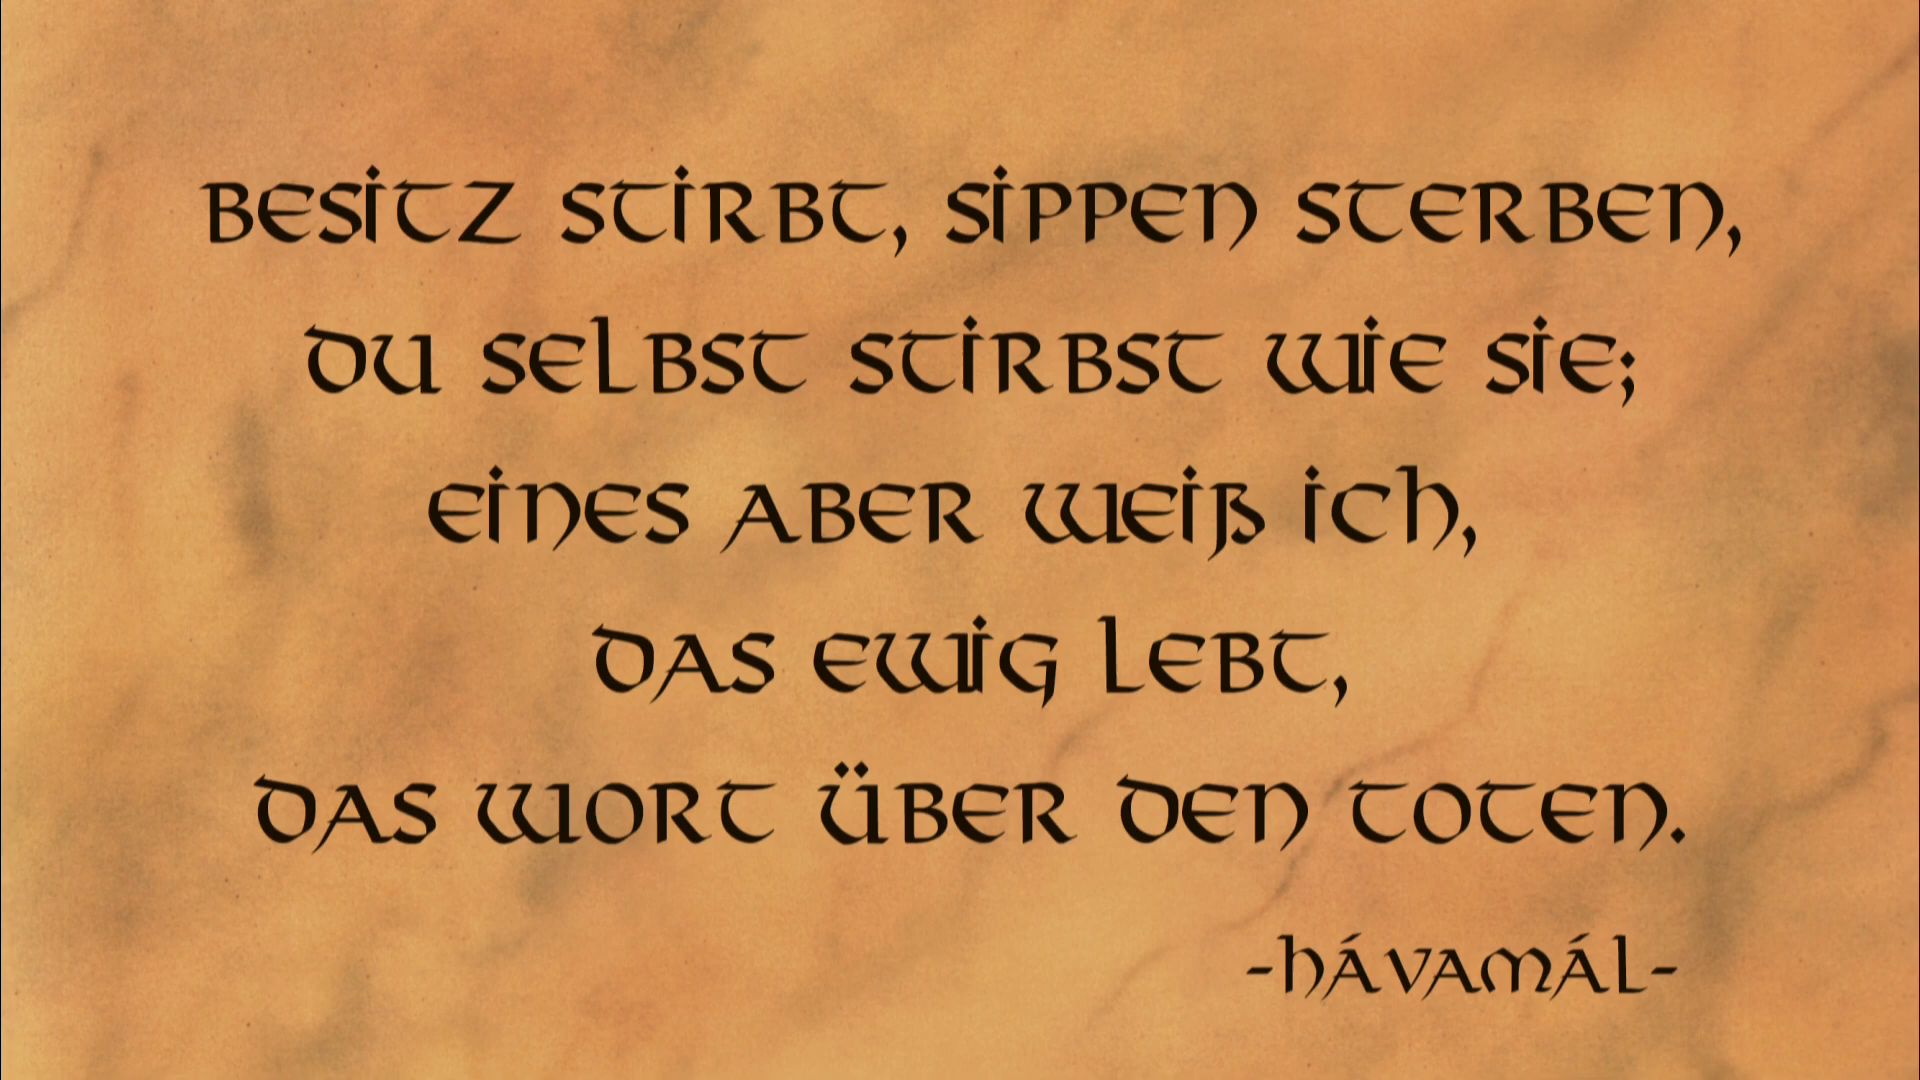 Besitz stirbt, Sippen sterben,
du selbst stirbst wie sie;
eines aber weiß ich,
das ewig lebt,
das Wort über den Toten.
-Hávamál-